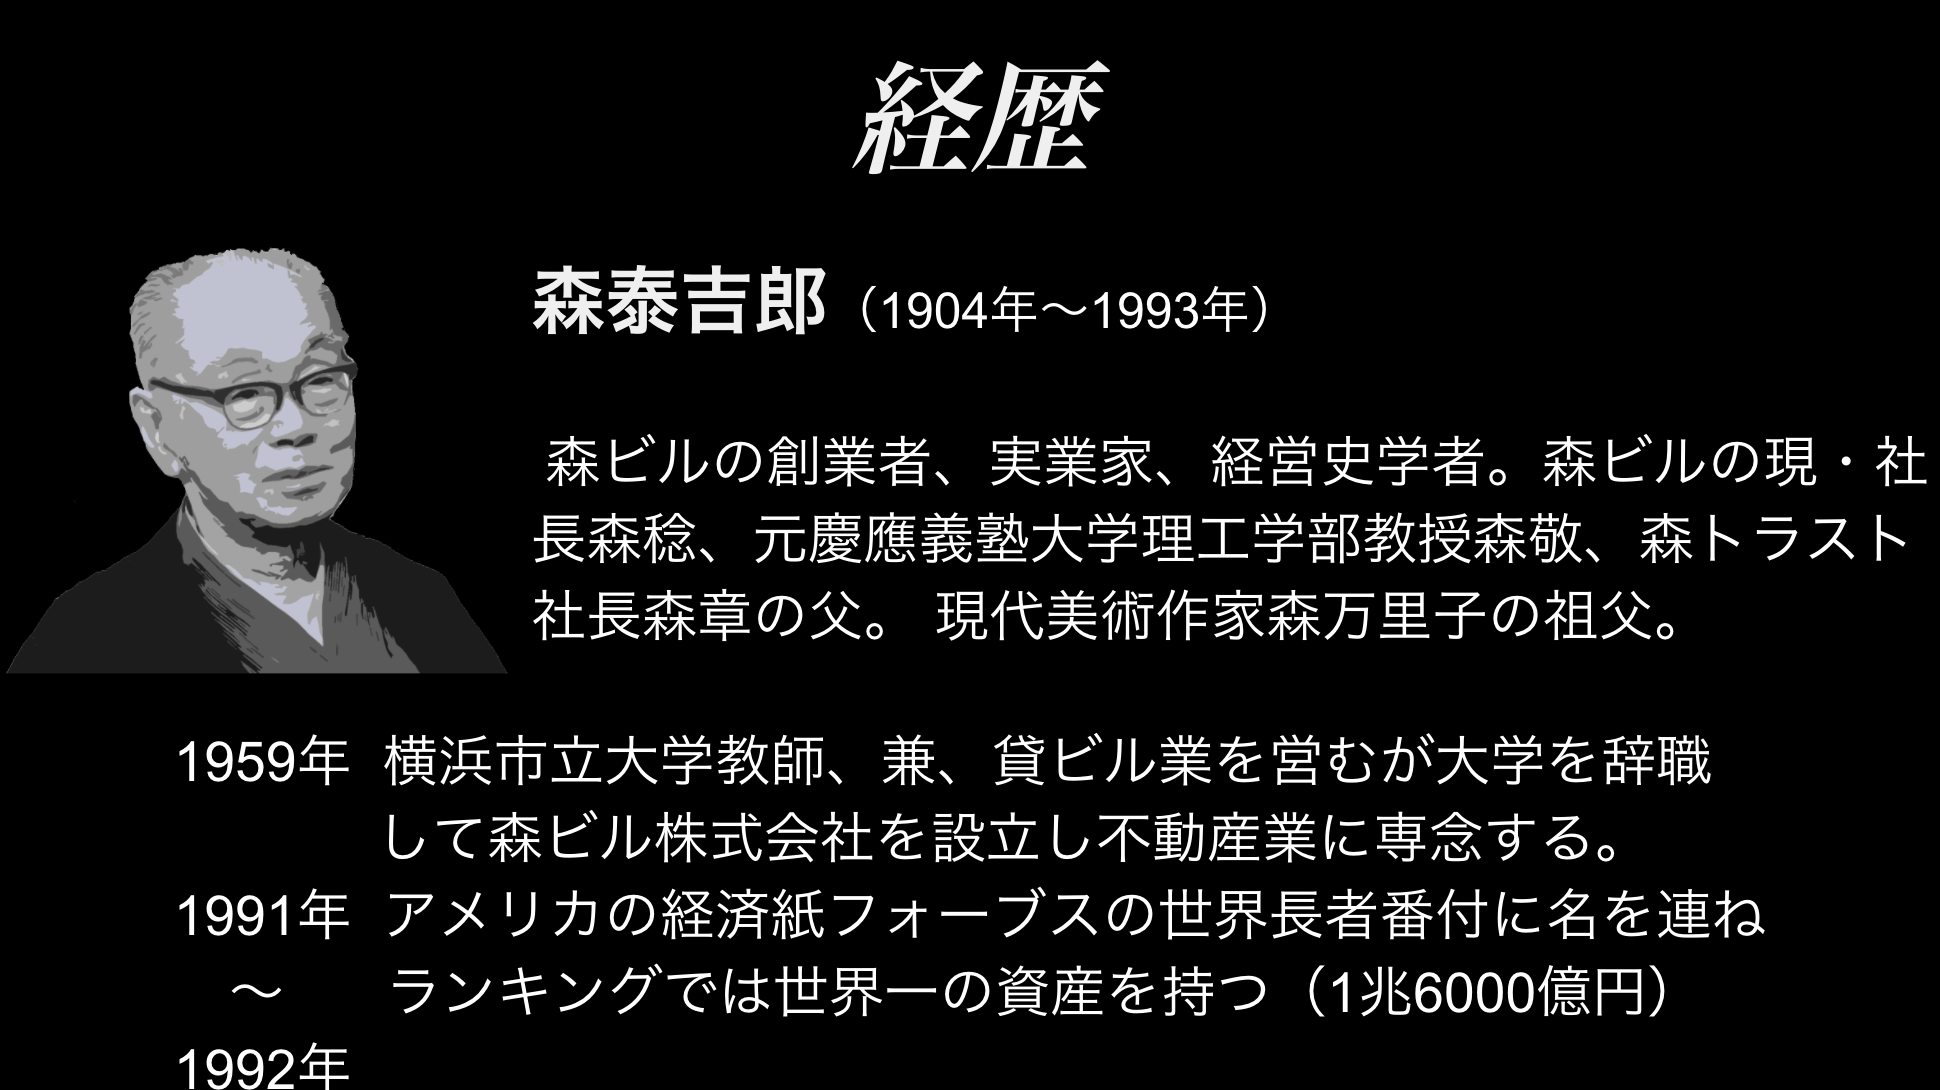 経歴
森泰吉郎（1904年～1993年）
森ビルの創業者、実業家、経営史学者。森ビルの現・社
長森稔、元慶應義塾大学理工学部教授森敬、森トラスト
社長森章の父。 現代美術作家森万里子の祖父。
1959年 横浜市立大学教師、兼、貸ビル業を営むが大学を辞職
して森ビル株式会社を設立し不動産業に専念する。
1991年 アメリカの経済紙フォーブスの世界長者番付に名を連ね
～ ランキングでは世界一の資産を持つ（1兆6000億円）
1992年